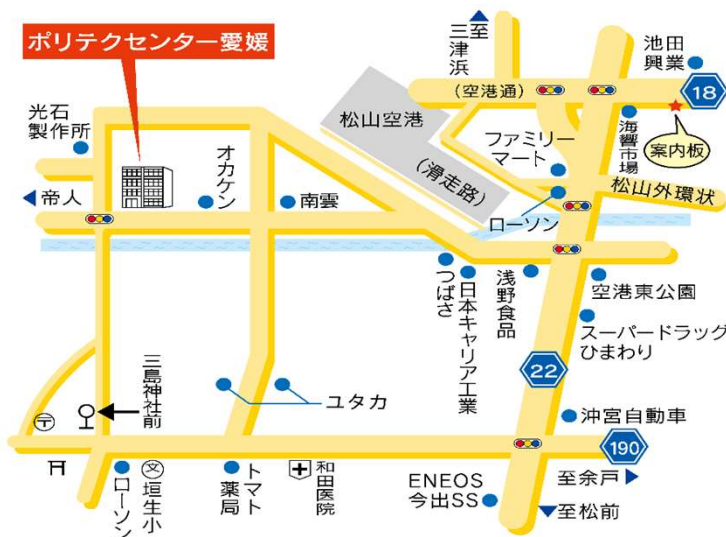 ポリテクセンター愛媛
至
三津浜
池田
興業
(空港通)
18
光石
製作所
松山空港
(滑走路)
ファミリー
マート
海響市場
案内板
オカケン
帝人
南雲
ローソン
松山外環状
つばさ
日本キャリア工業
浅野食品
空港東公園
スーパードラッグ
ひまわり
22
三島神社前
ユタカ
沖宮自動車
〒
190
文
垣生小
ローソン
トマト
薬局
和田医院
ENEOS
今出SS
至余戸
至松前